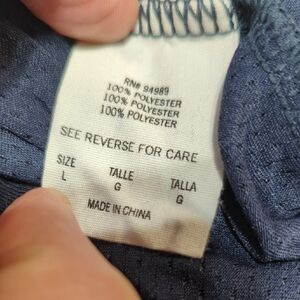 RN# 94989
100% POLYESTER
100% POLYESTER
100% POLYESTER
SEE REVERSE FOR CARE
SIZE TALLE TALLA
L G G
MADE IN CHINA